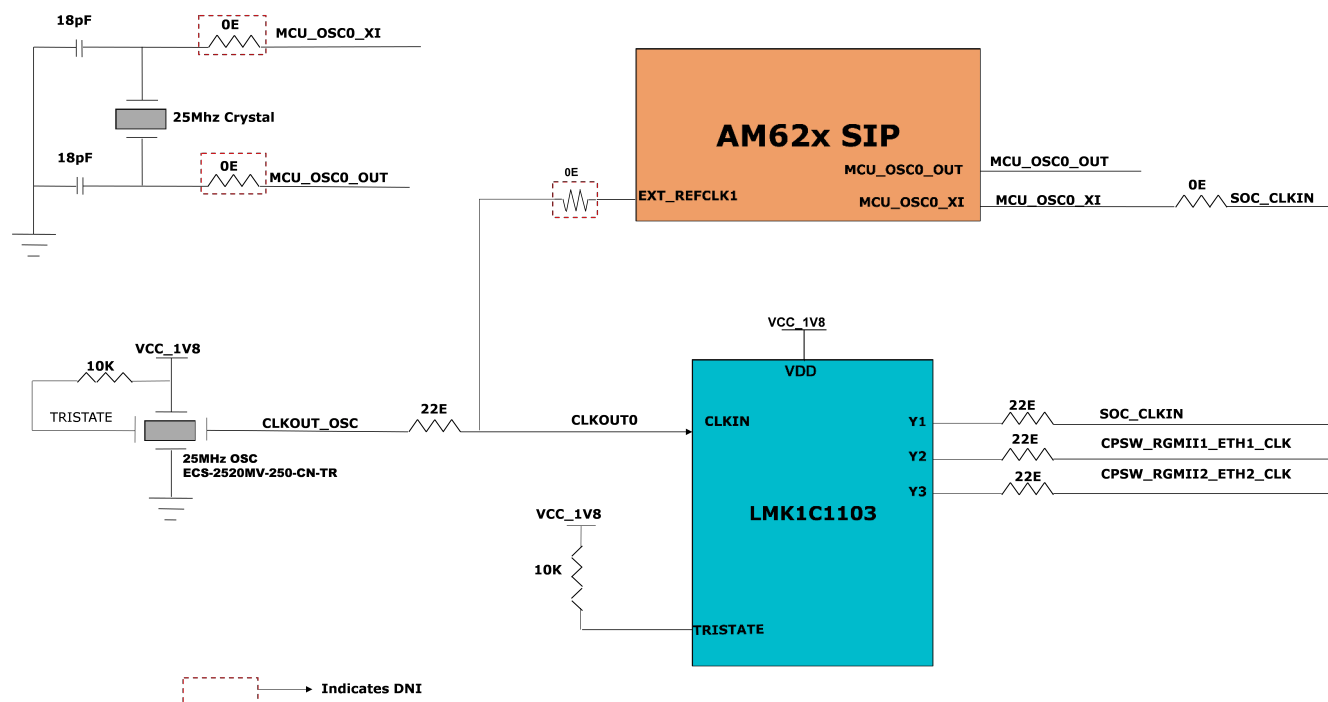 18pF
0E
MCU_OSC0_XI
25Mhz Crystal
18pF
0E
MCU_OSC0_OUT
AM62x SIP
MCU_OSC0_OUT
MCU_OSC0_OUT
0E
EXT_REFCLK1
MCU_OSC0_XI
MCU_OSC0_XI
0E
SOC_CLKIN
VCC_1V8
10K
TRISTATE
CLKOUT_OSC
22E
CLKOUT0
25MHz OSC
ECS-2520MV-250-CN-TR
VCC_1V8
VDD
CLKIN
Y1
22E
SOC_CLKIN
Y2
22E
CPSW_RGMII1_ETH1_CLK
Y3
22E
CPSW_RGMII2_ETH2_CLK
LMK1C1103
VCC_1V8
10K
TRISTATE
Indicates DNI